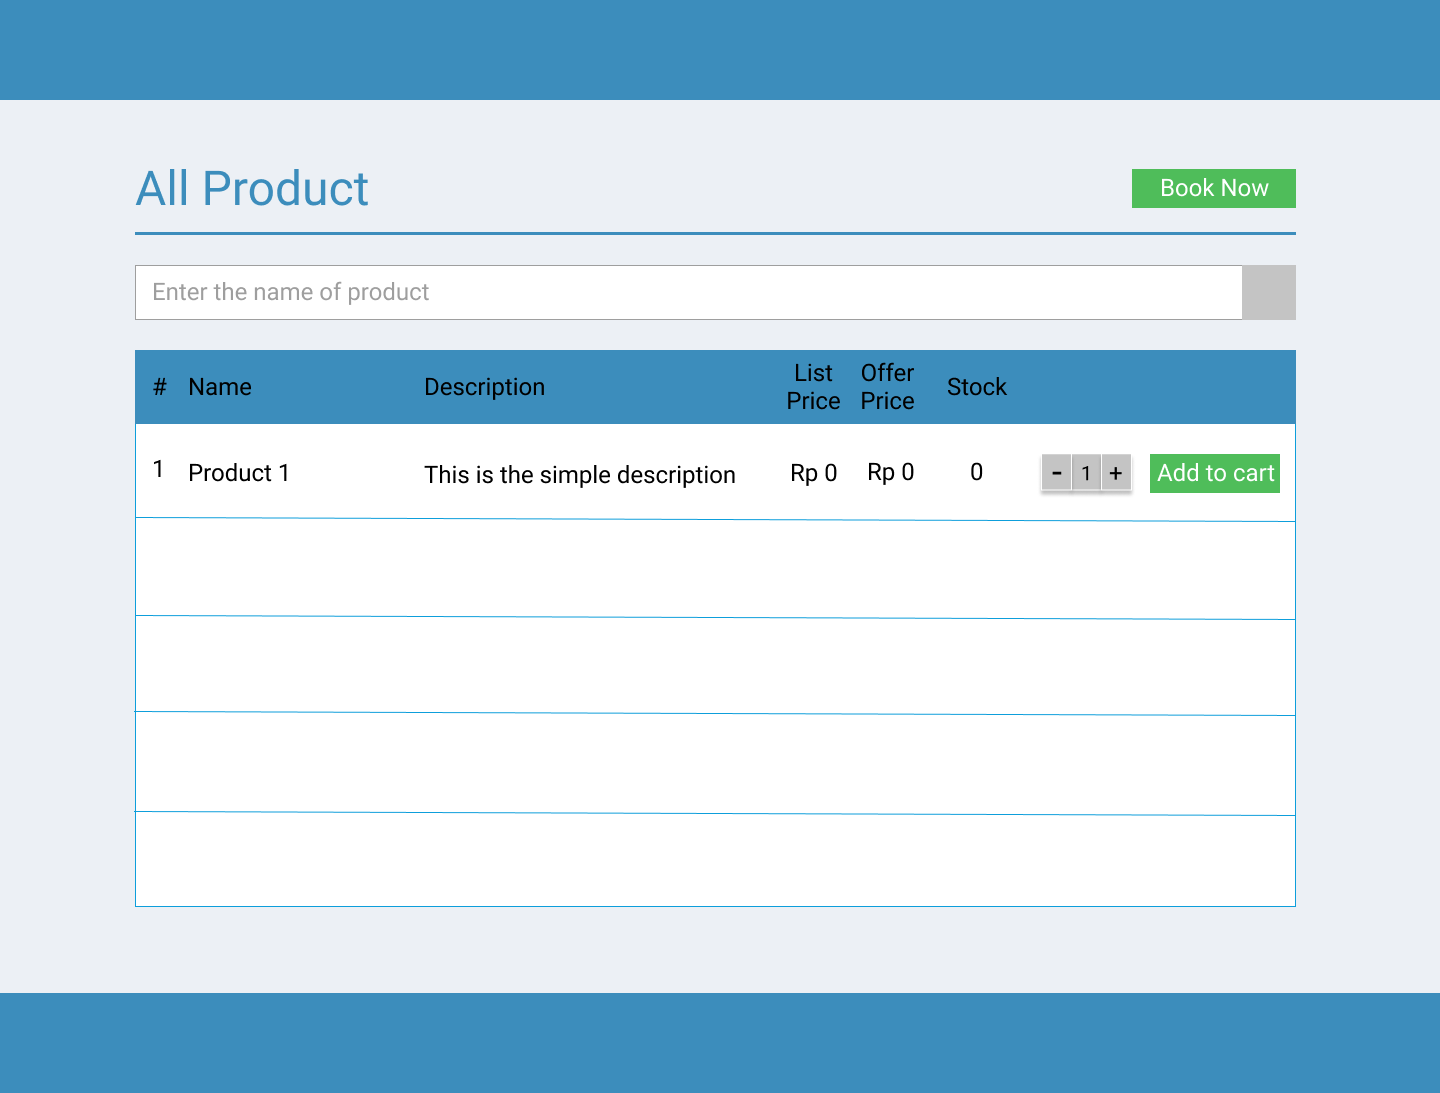 All Product
Book Now
Enter the name of product
# Name Description List Price Offer Price Stock
1 Product 1 This is the simple description Rp 0 Rp 0 0 - 1 + Add to cart